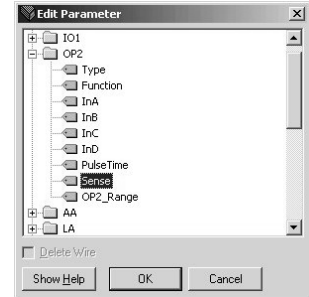 Edit Parameter
IO1
OP2
Type
Function
InA
InB
InC
InD
PulseTime
Sense
OP2_Range
AA
LA
Delete Wire
Show Help
OK
Cancel